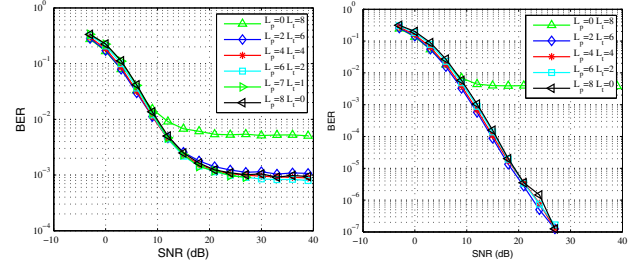 BER
10^0
10^-1
10^-2
10^-3
10^-4
-10 0 10 20 30 40
SNR (dB)
L_p=0 L_t=8
L_p=2 L_t=6
L_p=4 L_t=4
L_p=6 L_t=2
L_p=7 L_t=1
L_p=8 L_t=0
BER
10^0
10^-1
10^-2
10^-3
10^-4
10^-5
10^-6
10^-7
-10 0 10 20 30 40
SNR (dB)
L_p=0 L_t=8
L_p=2 L_t=6
L_p=4 L_t=4
L_p=6 L_t=2
L_p=8 L_t=0